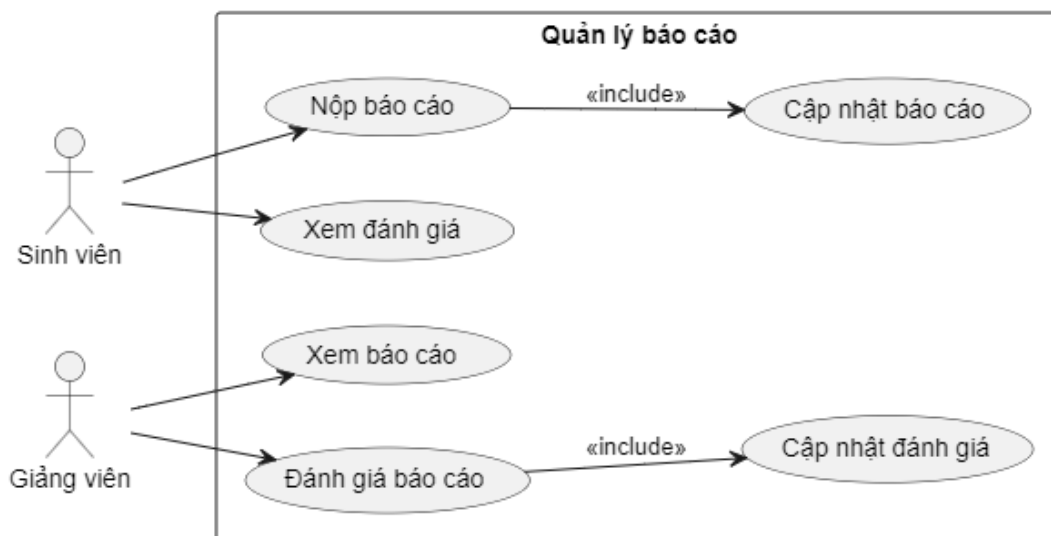 Quản lý báo cáo
Nộp báo cáo
«include»
Cập nhật báo cáo
Sinh viên
Xem đánh giá
Xem báo cáo
Giảng viên
Đánh giá báo cáo
«include»
Cập nhật đánh giá